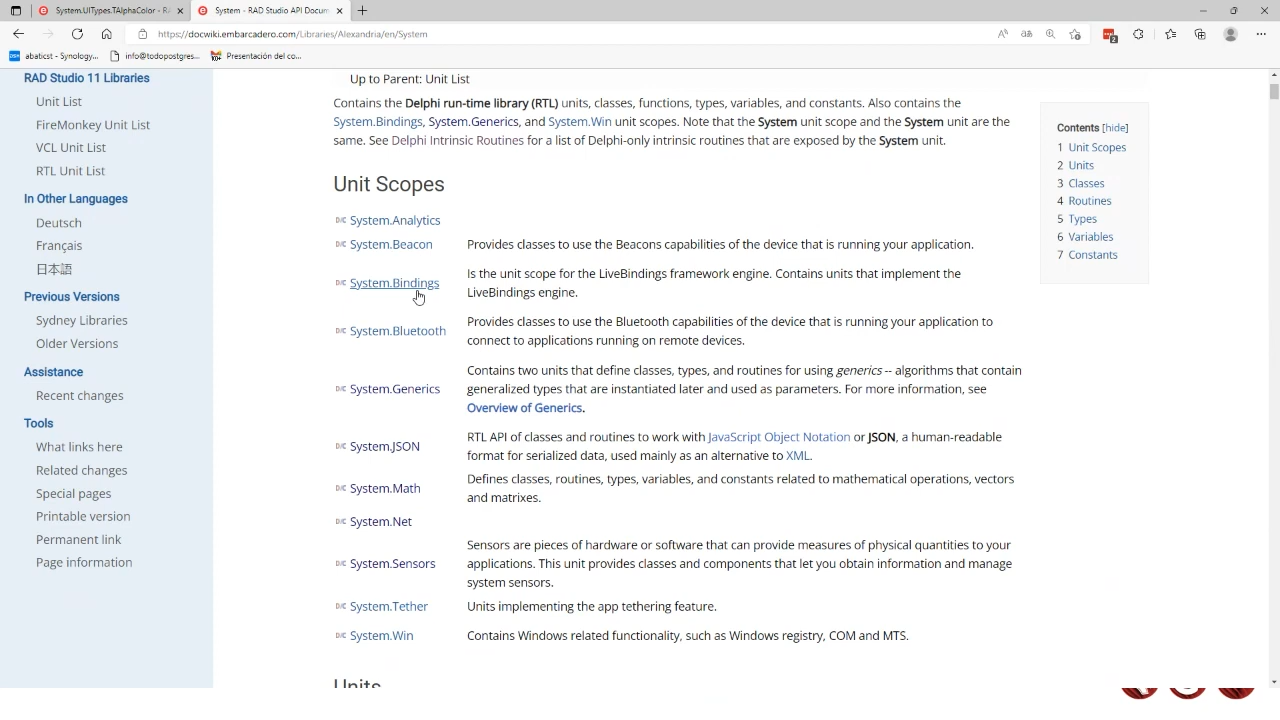 System.UITypes.TAlphaColor - RA
System - RAD Studio API Docum
https://docwiki.embarcadero.com/Libraries/Alexandria/en/System
2
abaticst - Synology...
info@todopostgres...
Presentación del co...
RAD Studio 11 Libraries
Unit List
FireMonkey Unit List
VCL Unit List
RTL Unit List
In Other Languages
Deutsch
Français
日本語
Previous Versions
Sydney Libraries
Older Versions
Assistance
Recent changes
Tools
What links here
Related changes
Special pages
Printable version
Permanent link
Page information
Up to Parent: Unit List
Contains the Delphi run-time library (RTL) units, classes, functions, types, variables, and constants. Also contains the
System.Bindings, System.Generics, and System.Win unit scopes. Note that the System unit scope and the System unit are the
same. See Delphi Intrinsic Routines for a list of Delphi-only intrinsic routines that are exposed by the System unit.
Contents [hide]
1 Unit Scopes
2 Units
3 Classes
4 Routines
5 Types
6 Variables
7 Constants
Unit Scopes
D/C System.Analytics
D/C System.Beacon Provides classes to use the Beacons capabilities of the device that is running your application.
D/C System.Bindings Is the unit scope for the LiveBindings framework engine. Contains units that implement the
LiveBindings engine.
D/C System.Bluetooth Provides classes to use the Bluetooth capabilities of the device that is running your application to
connect to applications running on remote devices.
D/C System.Generics Contains two units that define classes, types, and routines for using generics -- algorithms that contain
generalized types that are instantiated later and used as parameters. For more information, see
Overview of Generics.
D/C System.JSON RTL API of classes and routines to work with JavaScript Object Notation or JSON, a human-readable
format for serialized data, used mainly as an alternative to XML.
D/C System.Math Defines classes, routines, types, variables, and constants related to mathematical operations, vectors
and matrixes.
D/C System.Net
D/C System.Sensors Sensors are pieces of hardware or software that can provide measures of physical quantities to your
applications. This unit provides classes and components that let you obtain information and manage
system sensors.
D/C System.Tether Units implementing the app tethering feature.
D/C System.Win Contains Windows related functionality, such as Windows registry, COM and MTS.
Units